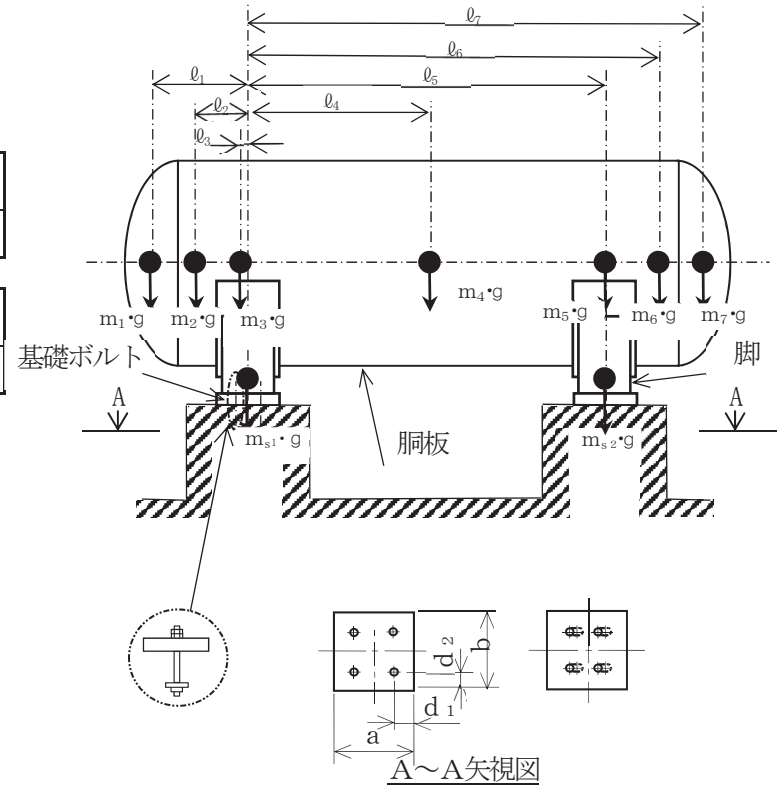 ℓ₇
ℓ₆
ℓ₁
ℓ₅
ℓ₂
ℓ₄
ℓ₃
m₁・g
m₂・g
m₃・g
m₄・g
m₅・g
m₆・g
m₇・g
基礎ボルト
脚
A
A
mₛ₁・g
胴板
mₛ₂・g
d₂
b
d₁
a
A~A矢視図